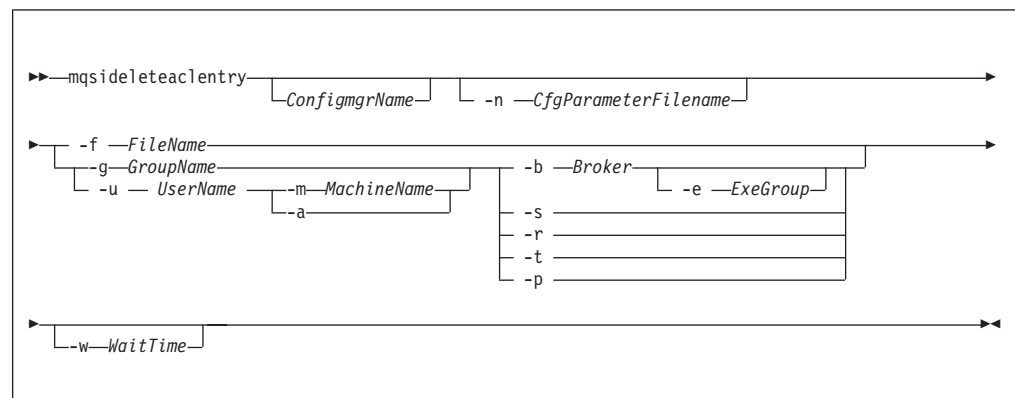 mqsideleteaclentry
ConfigmgrName -n CfgParameterFilename
-f FileName
-g GroupName -b Broker
-u UserName -m MachineName -e ExeGroup
-a -s
-r
-t
-p
-w WaitTime